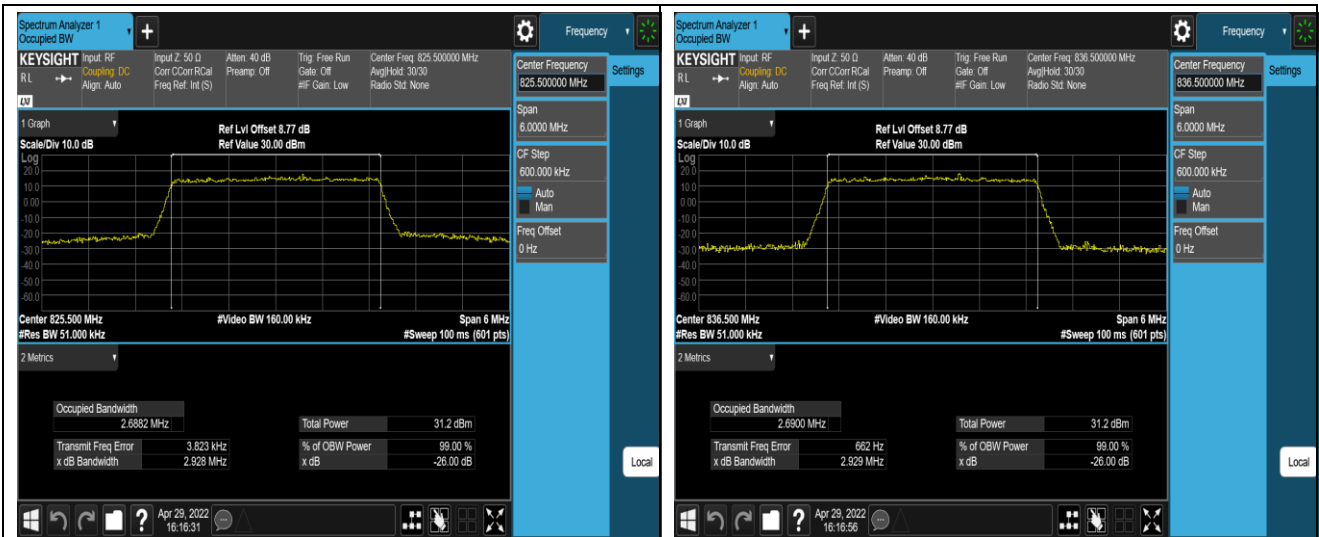 Spectrum Analyzer 1
Occupied BW
+
Frequency
KEYSIGHT Input: RF Input Z: 50 Ω Atten: 40 dB Trig: Free Run Center Freq: 825.500000 MHz
RL Coupling: DC Corr CCorr RCal Preamp: Off Gate: Off Avg|Hold: 30/30
Align: Auto Freq Ref: Int (S) #IF Gain: Low Radio Std: None
LXI
Center Frequency
825.500000 MHz
Settings
Span
6.0000 MHz
CF Step
600.000 kHz
Auto
Man
Freq Offset
0 Hz
Local
1 Graph
Ref Lvl Offset 8.77 dB
Scale/Div 10.0 dB Ref Value 30.00 dBm
Log
20.0
10.0
0.00
-10.0
-20.0
-30.0
-40.0
-50.0
-60.0
Center 825.500 MHz #Video BW 160.00 kHz Span 6 MHz
#Res BW 51.000 kHz #Sweep 100 ms (601 pts)
2 Metrics
Occupied Bandwidth
2.6882 MHz Total Power 31.2 dBm
Transmit Freq Error 3.823 kHz % of OBW Power 99.00 %
x dB Bandwidth 2.928 MHz x dB -26.00 dB
? Apr 29, 2022
16:16:31
Spectrum Analyzer 1
Occupied BW
+
Frequency
KEYSIGHT Input: RF Input Z: 50 Ω Atten: 40 dB Trig: Free Run Center Freq: 836.500000 MHz
RL Coupling: DC Corr CCorr RCal Preamp: Off Gate: Off Avg|Hold: 30/30
Align: Auto Freq Ref: Int (S) #IF Gain: Low Radio Std: None
LXI
Center Frequency
836.500000 MHz
Settings
Span
6.0000 MHz
CF Step
600.000 kHz
Auto
Man
Freq Offset
0 Hz
Local
1 Graph
Ref Lvl Offset 8.77 dB
Scale/Div 10.0 dB Ref Value 30.00 dBm
Log
20.0
10.0
0.00
-10.0
-20.0
-30.0
-40.0
-50.0
-60.0
Center 836.500 MHz #Video BW 160.00 kHz Span 6 MHz
#Res BW 51.000 kHz #Sweep 100 ms (601 pts)
2 Metrics
Occupied Bandwidth
2.6900 MHz Total Power 31.2 dBm
Transmit Freq Error 662 Hz % of OBW Power 99.00 %
x dB Bandwidth 2.929 MHz x dB -26.00 dB
? Apr 29, 2022
16:16:56